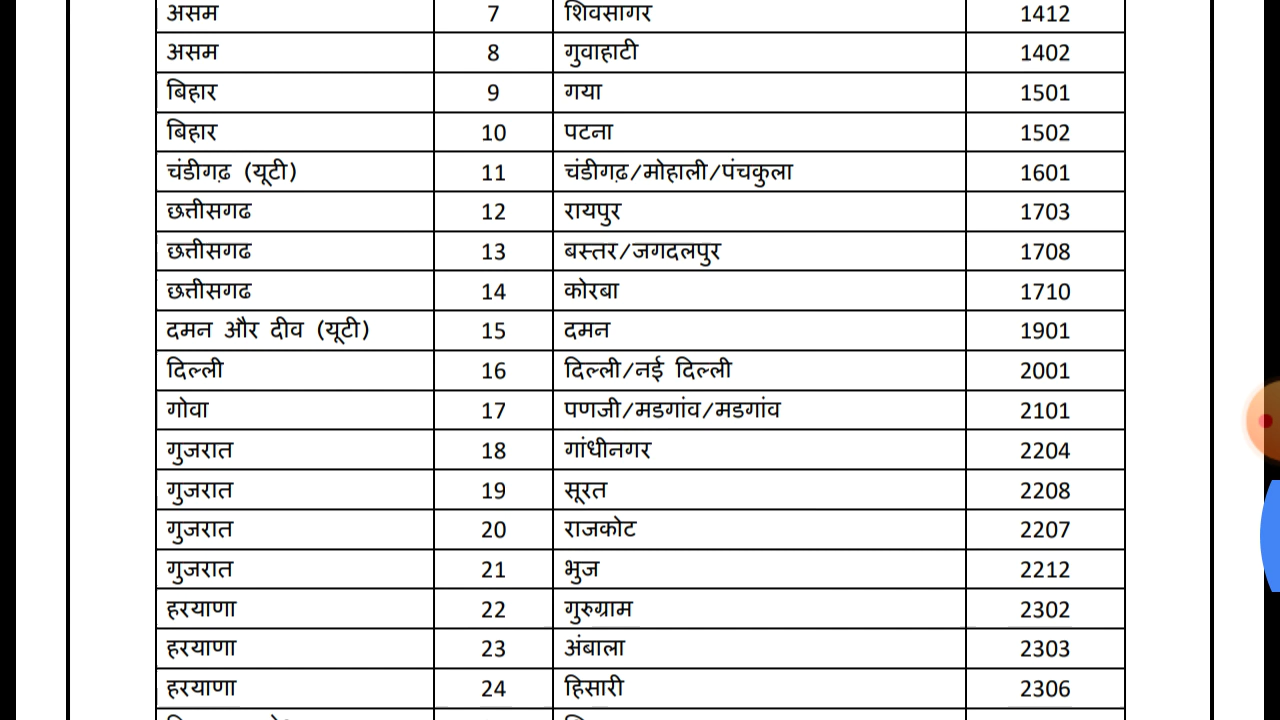 असम 7 शिवसागर 1412
असम 8 गुवाहाटी 1402
बिहार 9 गया 1501
बिहार 10 पटना 1502
चंडीगढ़ (यूटी) 11 चंडीगढ़/मोहाली/पंचकुला 1601
छत्तीसगढ 12 रायपुर 1703
छत्तीसगढ 13 बस्तर/जगदलपुर 1708
छत्तीसगढ 14 कोरबा 1710
दमन और दीव (यूटी) 15 दमन 1901
दिल्ली 16 दिल्ली/नई दिल्ली 2001
गोवा 17 पणजी/मडगांव/मडगांव 2101
गुजरात 18 गांधीनगर 2204
गुजरात 19 सूरत 2208
गुजरात 20 राजकोट 2207
गुजरात 21 भुज 2212
हरयाणा 22 गुरुग्राम 2302
हरयाणा 23 अंबाला 2303
हरयाणा 24 हिसारी 2306